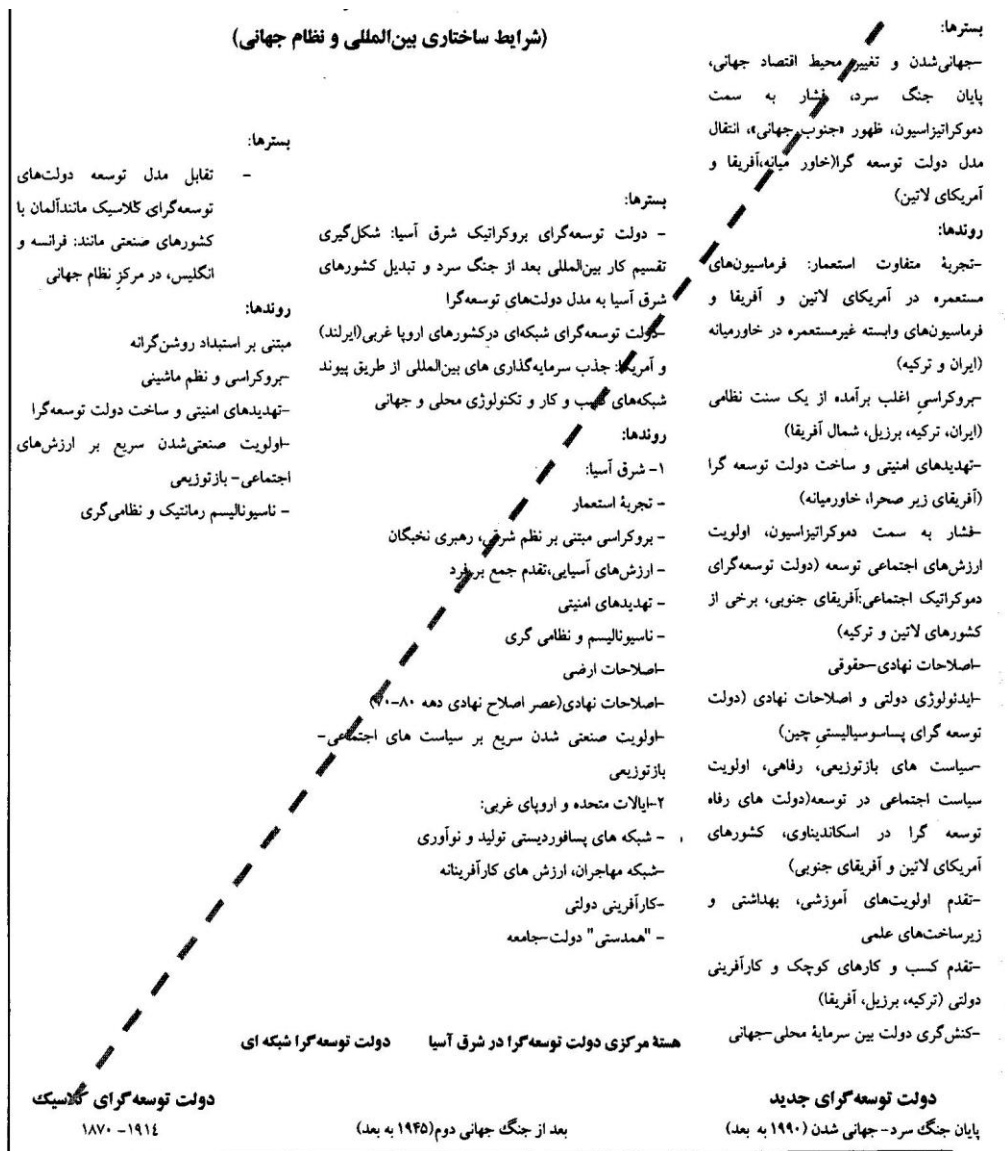 (شرایط ساختاری بین‌المللی و نظام جهانی)
بسترها:
-جهانی‌شدن و تغییر محیط اقتصاد جهانی،
پایان جنگ سرد، فشار به سمت
دموکراتیزاسیون، ظهور «جنوب جهانی»، انتقال
مدل دولت توسعه گرا(خاور میانه،آفریقا و
آمریکای لاتین)
روندها:
-تجربۀ متفاوت استعمار: فرماسیون‌های
مستعمره در آمریکای لاتین و آفریقا و
فرماسیون‌های وابسته غیرمستعمره در خاورمیانه
(ایران و ترکیه)
-بروکراسیِ اغلب برآمده از یک سنت نظامی
(ایران، ترکیه، برزیل، شمال آفریقا)
-تهدیدهای امنیتی و ساخت دولت توسعه گرا
(آفریقای زیر صحرا، خاورمیانه)
-فشار به سمت دموکراتیزاسیون، اولویت
ارزش‌های اجتماعی توسعه (دولت توسعه‌گرای
دموکراتیک اجتماعی:آفریقای جنوبی، برخی از
کشورهای لاتین و ترکیه)
-اصلاحات نهادی-حقوقی
-ایدئولوژی دولتی و اصلاحات نهادی (دولت
توسعه گرای پساسوسیالیستیِ چین)
-سیاست های بازتوزیعی، رفاهی، اولویت
سیاست اجتماعی در توسعه(دولت های رفاه
توسعه گرا در اسکاندیناوی، کشورهای
آمریکای لاتین و آفریقای جنوبی)
-تقدم اولویت‌های آموزشی، بهداشتی و
زیرساخت‌های علمی
-تقدم کسب و کارهای کوچک و کارآفرینی
دولتی (ترکیه، برزیل، آفریقا)
-کنش‌گری دولت بین سرمایۀ محلی-جهانی
دولت توسعه‌گرای جدید
پایان جنگ سرد- جهانی شدن (۱۹۹۰ به بعد)
بسترها:
- دولت توسعه‌گرای بروکراتیک شرق آسیا: شکل‌گیری
تقسیم کار بین‌المللی بعد از جنگ سرد و تبدیل کشورهای
شرق آسیا به مدل دولت‌های توسعه‌گرا
-دولت توسعه‌گرای شبکه‌ای درکشورهای اروپا غربی(ایرلند)
و آمریکا: جذب سرمایه‌گذاری های بین‌المللی از طریق پیوند
شبکه‌های کسب و کار و تکنولوژی محلی و جهانی
روندها:
۱- شرق آسیا:
- تجربۀ استعمار
- بروکراسی مبتنی بر نظم شرقی، رهبری نخبگان
- ارزش‌های آسیایی،تقدم جمع بر فرد
- تهدیدهای امنیتی
- ناسیونالیسم و نظامی گری
-اصلاحات ارضی
-اصلاحات نهادی(عصر اصلاح نهادی دهه ۸۰-۷۰)
-اولویت صنعتی شدن سریع بر سیاست های اجتماعی-
بازتوزیعی
۲-ایالات متحده و اروپای غربی:
- شبکه های پسافوردیستی تولید و نوآوری
-شبکه مهاجران، ارزش های کارآفرینانه
-کارآفرینی دولتی
- "همدستی" دولت-جامعه
هستۀ مرکزی دولت توسعه‌گرا در شرق آسیا   دولت توسعه‌گرا شبکه ای
بعد از جنگ جهانی دوم(۱۹۴۵ به بعد)
بسترها:
- تقابل مدل توسعه دولت‌های
توسعه‌گرای کلاسیک مانندآلمان با
کشورهای صنعتی مانند: فرانسه و
انگلیس، در مرکزِ نظام جهانی
روندها:
مبتنی بر استبداد روشن‌گرانه
-بروکراسی و نظم ماشینی
-تهدیدهای امنیتی و ساخت دولت توسعه‌گرا
-اولویت صنعتی‌شدن سریع بر ارزش‌های
اجتماعی- بازتوزیعی
- ناسیونالیسم رمانتیک و نظامی‌گری
دولت توسعه‌گرای کلاسیک
۱۸۷۰ -۱۹۱٤